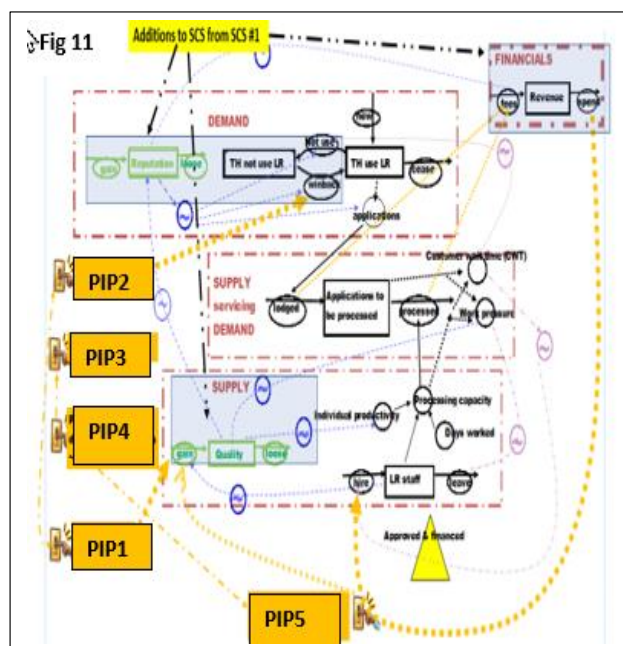 Fig 11
Additions to SCS from SCS #1
FINANCIALS
fees
Revenue
spend
DEMAND
new
Not use
gain
Reputation
loose
TH not use LR
TH use LR
cease
winback
applications
Customer wait time (CWT)
PIP2
SUPPLY
servicing
DEMAND
lodged
Applications to
be processed
processed
Work pressure
PIP3
SUPPLY
Individual productivity
Processing capacity
PIP4
gain
Quality
loose
Days worked
hire
LR staff
leave
PIP1
Approved & financed
PIP5